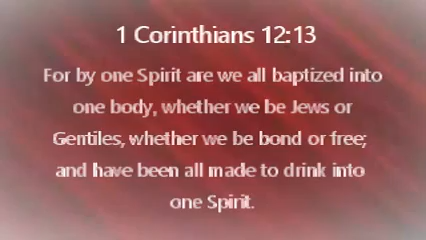 1 Corinthians 12:13
For by one Spirit are we all baptized into
one body, whether we be Jews or
Gentiles, whether we be bond or free;
and have been all made to drink into
one Spirit.